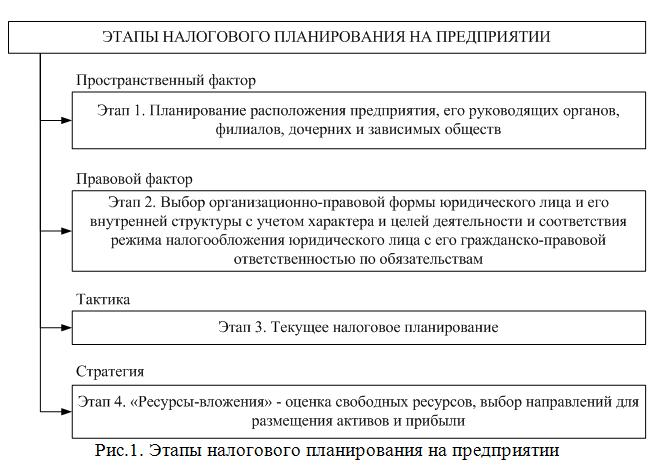 ЭТАПЫ НАЛОГОВОГО ПЛАНИРОВАНИЯ НА ПРЕДПРИЯТИИ
Пространственный фактор
Этап 1. Планирование расположения предприятия, его руководящих органов,
филиалов, дочерних и зависимых обществ
Правовой фактор
Этап 2. Выбор организационно-правовой формы юридического лица и его
внутренней структуры с учетом характера и целей деятельности и соответствия
режима налогообложения юридического лица с его гражданско-правовой
ответственностью по обязательствам
Тактика
Этап 3. Текущее налоговое планирование
Стратегия
Этап 4. «Ресурсы-вложения» - оценка свободных ресурсов, выбор направлений для
размещения активов и прибыли
Рис.1. Этапы налогового планирования на предприятии